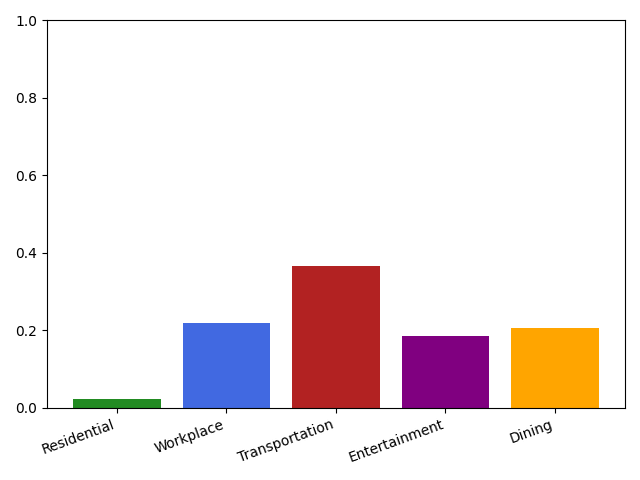 1.0
0.8
0.6
0.4
0.2
0.0
Residential
Workplace
Transportation
Entertainment
Dining